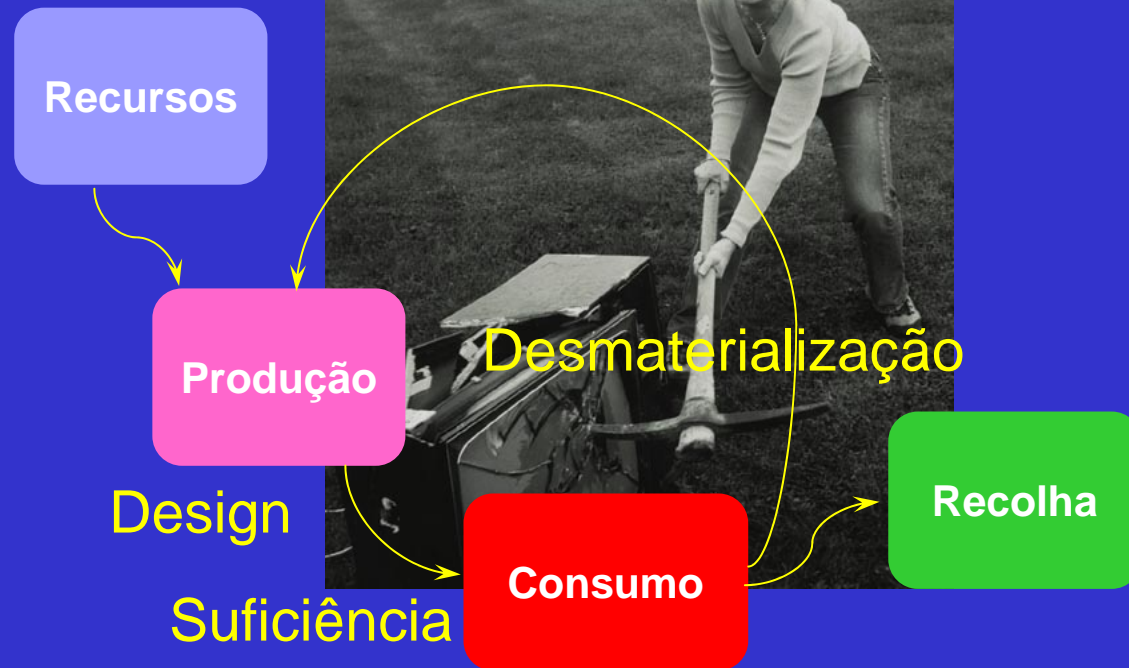 Recursos
Desmaterialização
Produção
Recolha
Design
Consumo
Suficiência